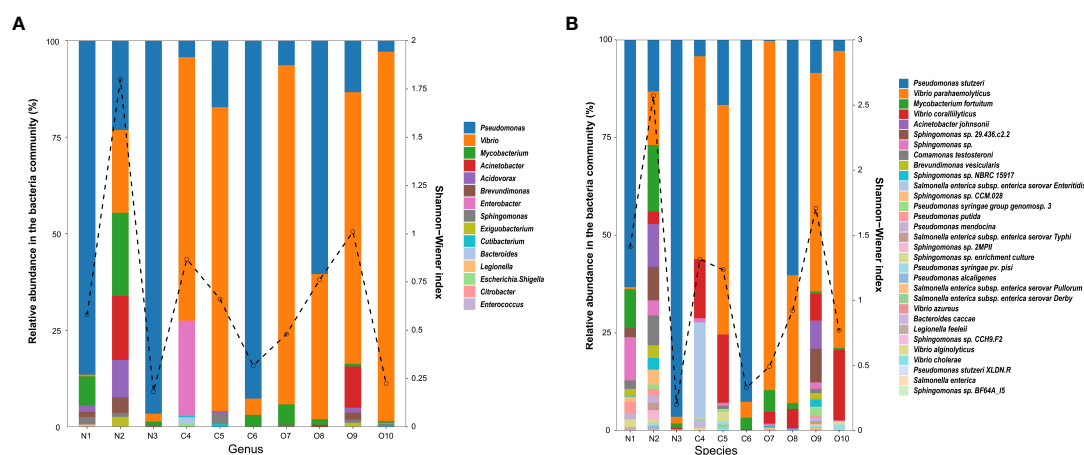 A
Relative abundance in the bacteria community (%)
100
75
50
25
0
2
1.75
1.5
1.25
1
0.75
0.5
0.25
0
Shannon−Wiener index
N1 N2 N3 C4 C5 C6 O7 O8 O9 O10
Genus
Pseudomonas
Vibrio
Mycobacterium
Acinetobacter
Acidovorax
Brevundimonas
Enterobacter
Sphingomonas
Exiguobacterium
Cutibacterium
Bacteroides
Legionella
Escherichia.Shigella
Citrobacter
Enterococcus
B
Relative abundance in the bacteria community (%)
100
75
50
25
0
3
2.5
2
1.5
1
0.5
0
Shannon−Wiener index
N1 N2 N3 C4 C5 C6 O7 O8 O9 O10
Species
Pseudomonas stutzeri
Vibrio parahaemolyticus
Mycobacterium fortuitum
Vibrio coralliilyticus
Acinetobacter johnsonii
Sphingomonas sp. 29.436.c2.2
Sphingomonas sp.
Comamonas testosteroni
Brevundimonas vesicularis
Sphingomonas sp. NBRC 15917
Salmonella enterica subsp. enterica serovar Enteritidis
Sphingomonas sp. CCM.028
Pseudomonas syringae group genomosp. 3
Pseudomonas putida
Pseudomonas mendocina
Salmonella enterica subsp. enterica serovar Typhi
Sphingomonas sp. 2MPII
Sphingomonas sp. enrichment culture
Pseudomonas syringae pv. pisi
Pseudomonas alcaligenes
Salmonella enterica subsp. enterica serovar Pullorum
Salmonella enterica subsp. enterica serovar Derby
Vibrio azureus
Bacteroides caccae
Legionella feeleii
Sphingomonas sp. CCH9.F2
Vibrio alginolyticus
Vibrio cholerae
Pseudomonas stutzeri XLDN.R
Salmonella enterica
Sphingomonas sp. BF64A_I5